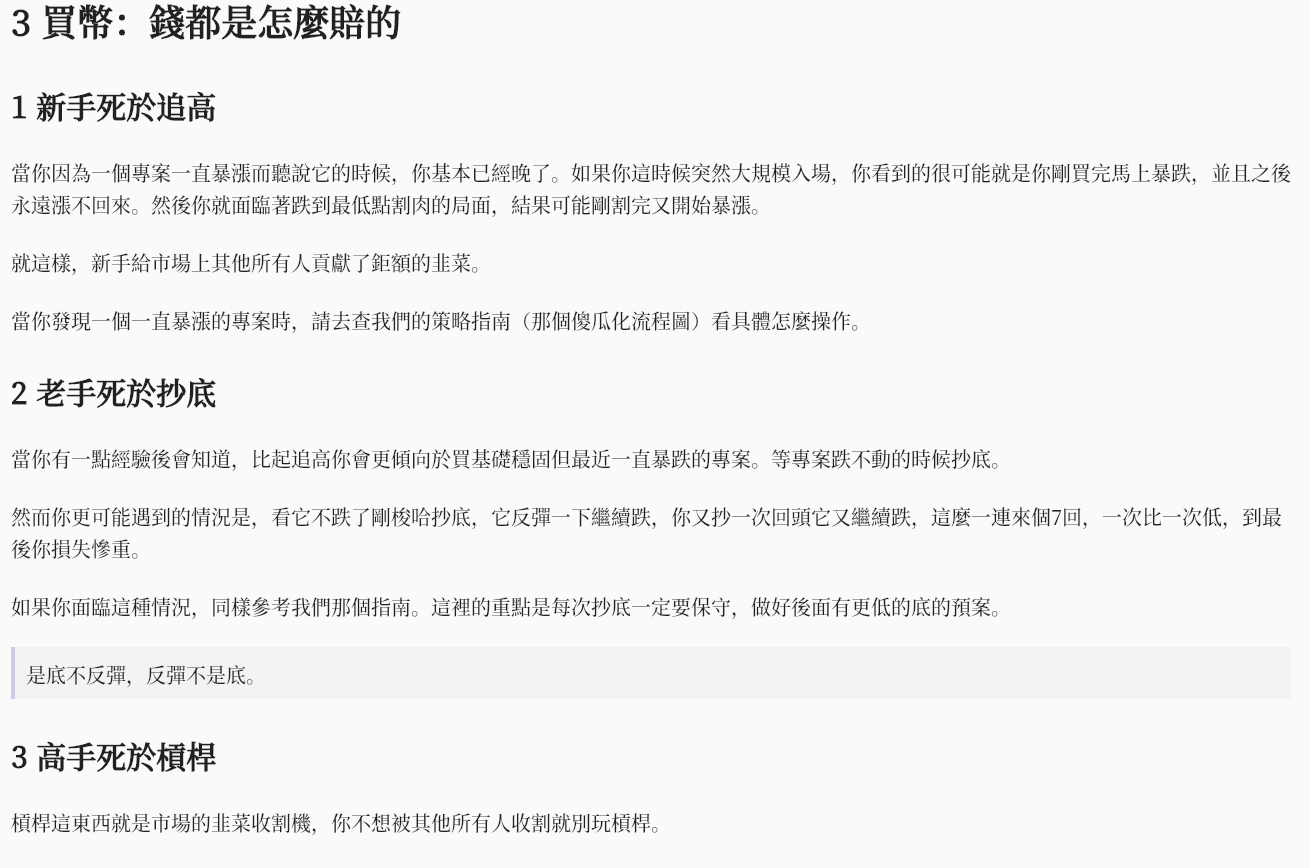 3 買幣：錢都是怎麼賠的
1 新手死於追高
當你因為一個專案一直暴漲而聽說它的時候，你基本已經晚了。如果你這時候突然大規模入場，你看到的很可能就是你剛買完馬上暴跌，並且之後
永遠漲不回來。然後你就面臨著跌到最低點割肉的局面，結果可能剛割完又開始暴漲。
就這樣，新手給市場上其他所有人貢獻了鉅額的韭菜。
當你發現一個一直暴漲的專案時，請去查我們的策略指南（那個傻瓜化流程圖）看具體怎麼操作。
2 老手死於抄底
當你有一點經驗後會知道，比起追高你會更傾向於買基礎穩固但最近一直暴跌的專案。等專案跌不動的時候抄底。
然而你更可能遇到的情況是，看它不跌了剛梭哈抄底，它反彈一下繼續跌，你又抄一次回頭它又繼續跌，這麼一連來個7回，一次比一次低，到最
後你損失慘重。
如果你面臨這種情況，同樣參考我們那個指南。這裡的重點是每次抄底一定要保守，做好後面有更低的底的預案。
是底不反彈，反彈不是底。
3 高手死於槓桿
槓桿這東西就是市場的韭菜收割機，你不想被其他所有人收割就別玩槓桿。